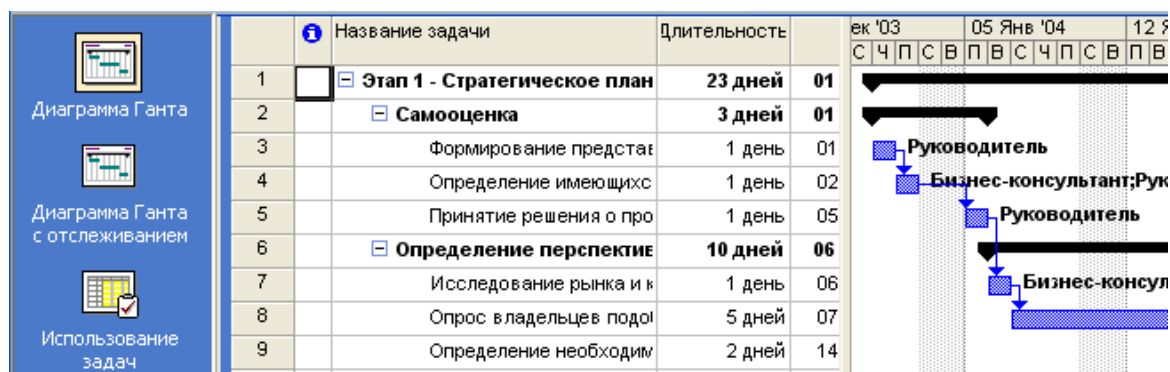 Название задачи Длительность
ек '03 05 Янв '04 12 Я
С Ч П С В П В С Ч П С В П В
1 Этап 1 - Стратегическое план 23 дней 01
Диаграмма Ганта
2 Самооценка 3 дней 01
3 Формирование представ 1 день 01 Руководитель
4 Определение имеющихс 1 день 02 Бизнес-консультант;Рук
Диаграмма Ганта
с отслеживанием
5 Принятие решения о про 1 день 05 Руководитель
6 Определение перспектив 10 дней 06
7 Исследование рынка и к 1 день 06 Бизнес-консул
8 Опрос владельцев подо 5 дней 07
Использование
задач
9 Определение необходим 2 дней 14